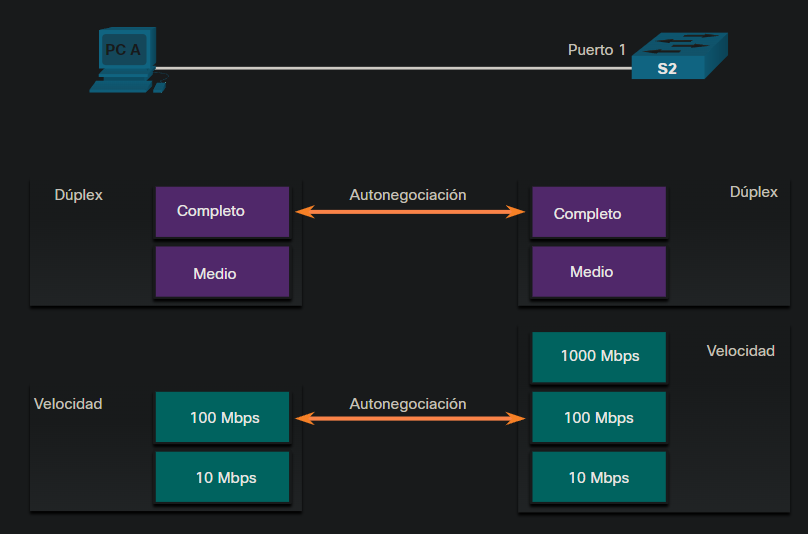 PC A
Puerto 1
S2
Dúplex
Completo
Autonegociación
Completo
Dúplex
Medio
Medio
1000 Mbps
Velocidad
Velocidad
100 Mbps
Autonegociación
100 Mbps
10 Mbps
10 Mbps